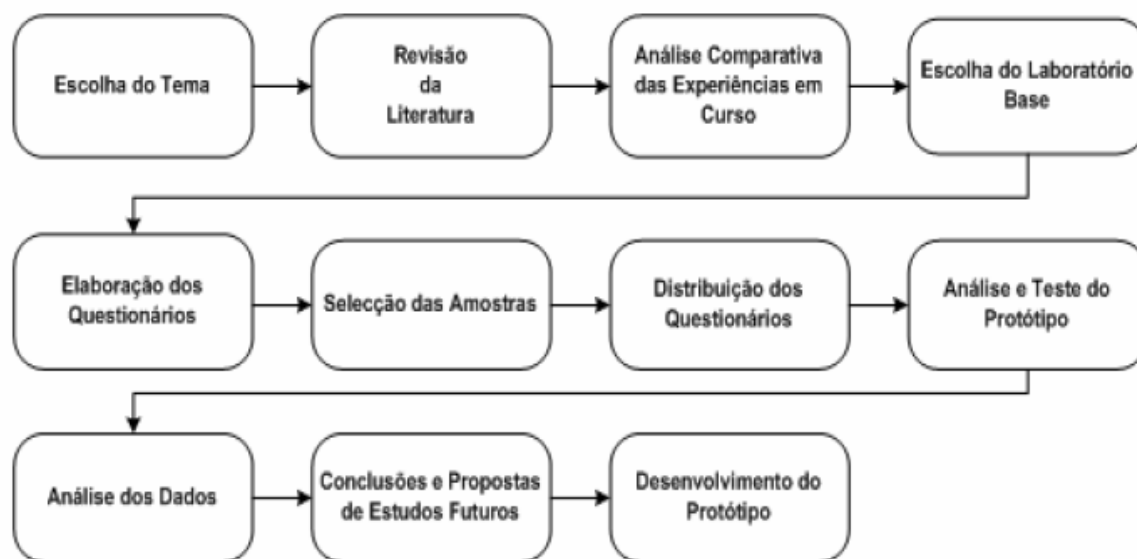 Escolha do Tema
Revisão
da
Literatura
Análise Comparativa
das Experiências em
Curso
Escolha do Laboratório
Base
Elaboração dos
Questionários
Selecção das Amostras
Distribuição dos
Questionários
Análise e Teste do
Protótipo
Análise dos Dados
Conclusões e Propostas
de Estudos Futuros
Desenvolvimento do
Protótipo